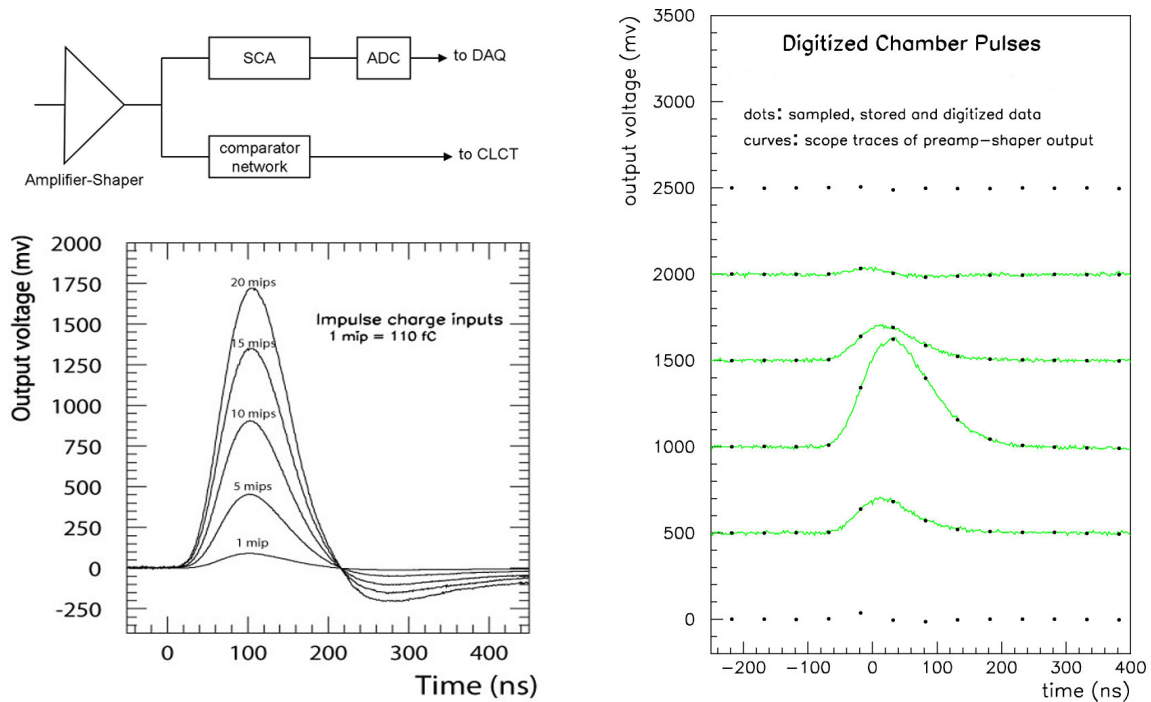 SCA
ADC
to DAQ
comparator
network
to CLCT
Amplifier-Shaper
Output voltage (mv)
2000
1750
1500
1250
1000
750
500
250
0
-250
20 mips
15 mips
10 mips
5 mips
1 mip
Impulse charge inputs
1 mip = 110 fC
0
100
200
300
400
Time (ns)
output voltage (mv)
3500
3000
2500
2000
1500
1000
500
0
Digitized Chamber Pulses
dots: sampled, stored and digitized data
curves: scope traces of preamp-shaper output
-200
-100
0
100
200
300
400
time (ns)